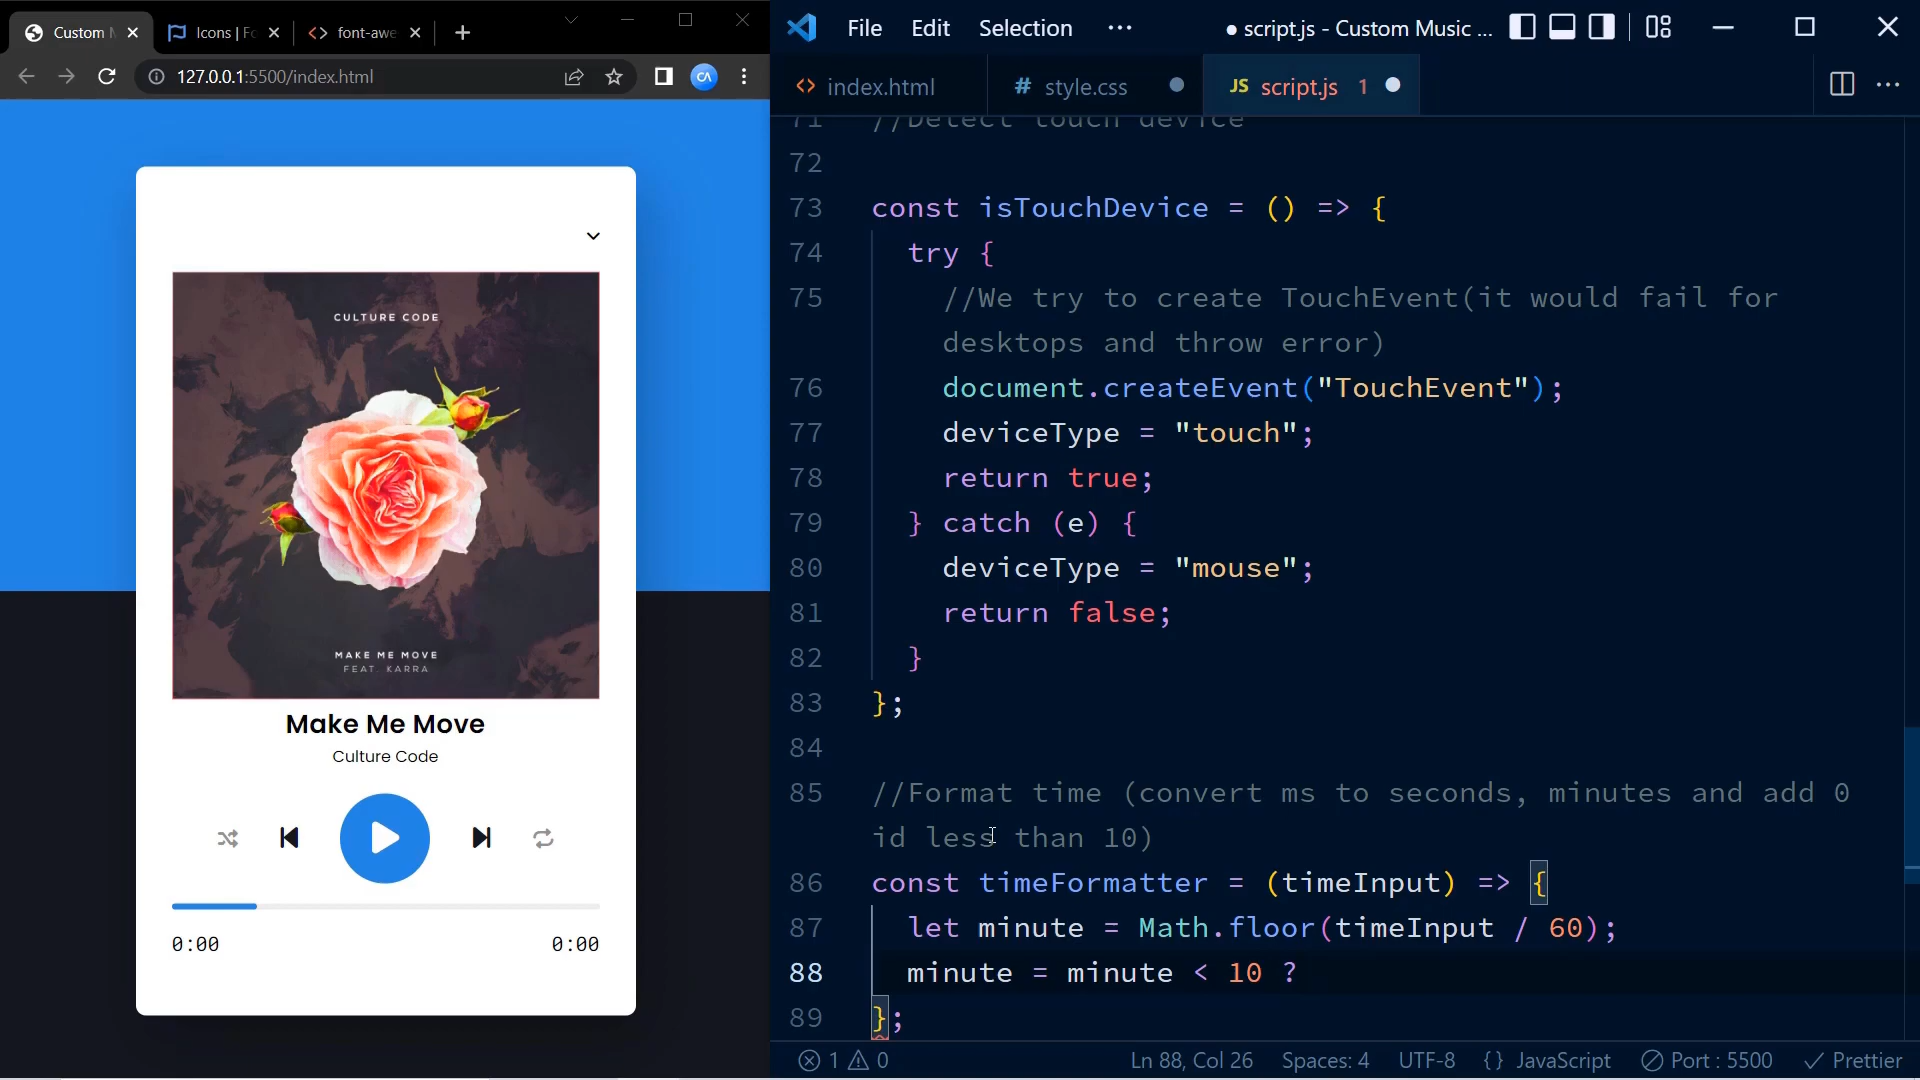 Custom
Icons | Fo
font-awe
127.0.0.1:5500/index.html
CA
CULTURE CODE
MAKE ME MOVE
FEAT. KARRA
Make Me Move
Culture Code
0:00
0:00
File Edit Selection ···
● script.js - Custom Music ...
index.html
# style.css
JS script.js 1
71 //Detect touch device
72
73 const isTouchDevice = () => {
74 try {
75 //We try to create TouchEvent(it would fail for
desktops and throw error)
76 document.createEvent("TouchEvent");
77 deviceType = "touch";
78 return true;
79 } catch (e) {
80 deviceType = "mouse";
81 return false;
82 }
83 };
84
85 //Format time (convert ms to seconds, minutes and add 0
id less than 10)
86 const timeFormatter = (timeInput) => {
87 let minute = Math.floor(timeInput / 60);
88 minute = minute < 10 ?
89 };
1 0
Ln 88, Col 26 Spaces: 4 UTF-8 {} JavaScript Port : 5500 Prettier